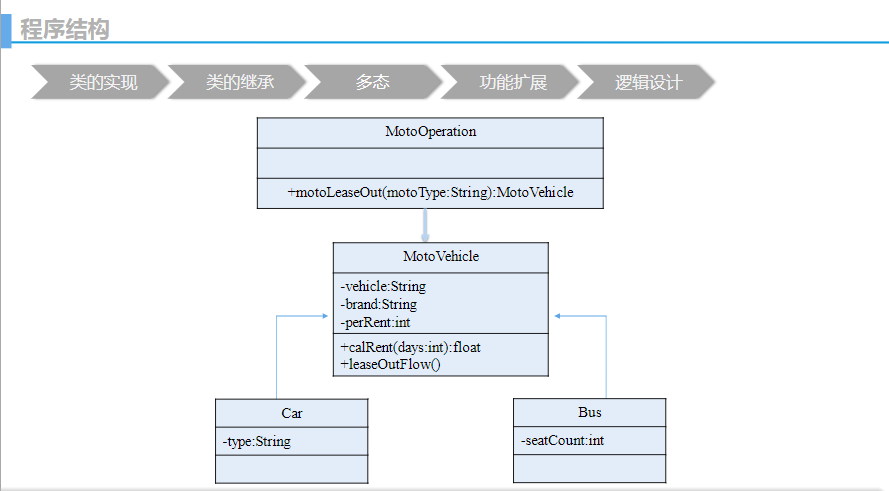 程序结构
类的实现
类的继承
多态
功能扩展
逻辑设计
MotoOperation
+motoLeaseOut(motoType:String):MotoVehicle
MotoVehicle
-vehicle:String
-brand:String
-perRent:int
+calRent(days:int):float
+leaseOutFlow()
Car
-type:String
Bus
-seatCount:int